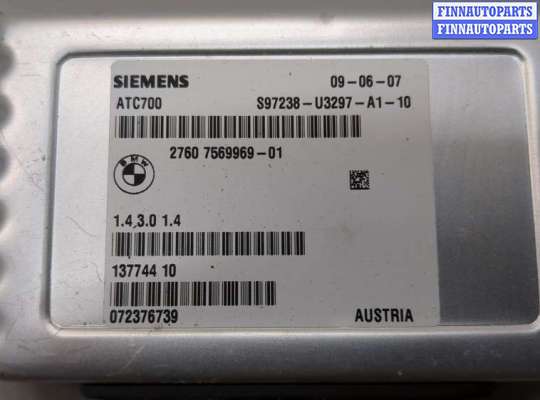 FINNAUTOPARTS
FINNAUTOPARTS
SIEMENS 09-06-07
ATC700 S97238-U3297-A1-10
2760 7569969-01
BMW
1.4.3.0 1.4
137744 10
072376739 AUSTRIA